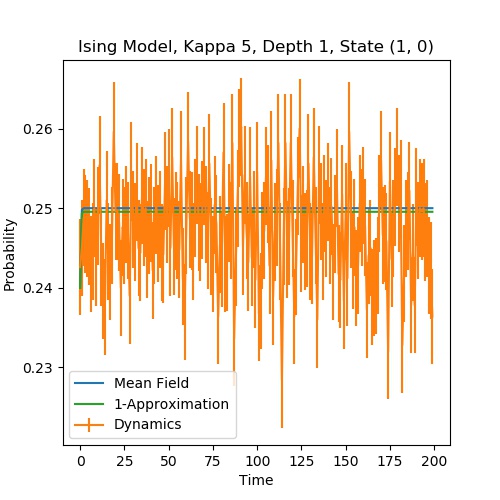 Ising Model, Kappa 5, Depth 1, State (1, 0)
0.26
0.25
0.24
0.23
Probability
Mean Field
1-Approximation
Dynamics
0 25 50 75 100 125 150 175 200
Time